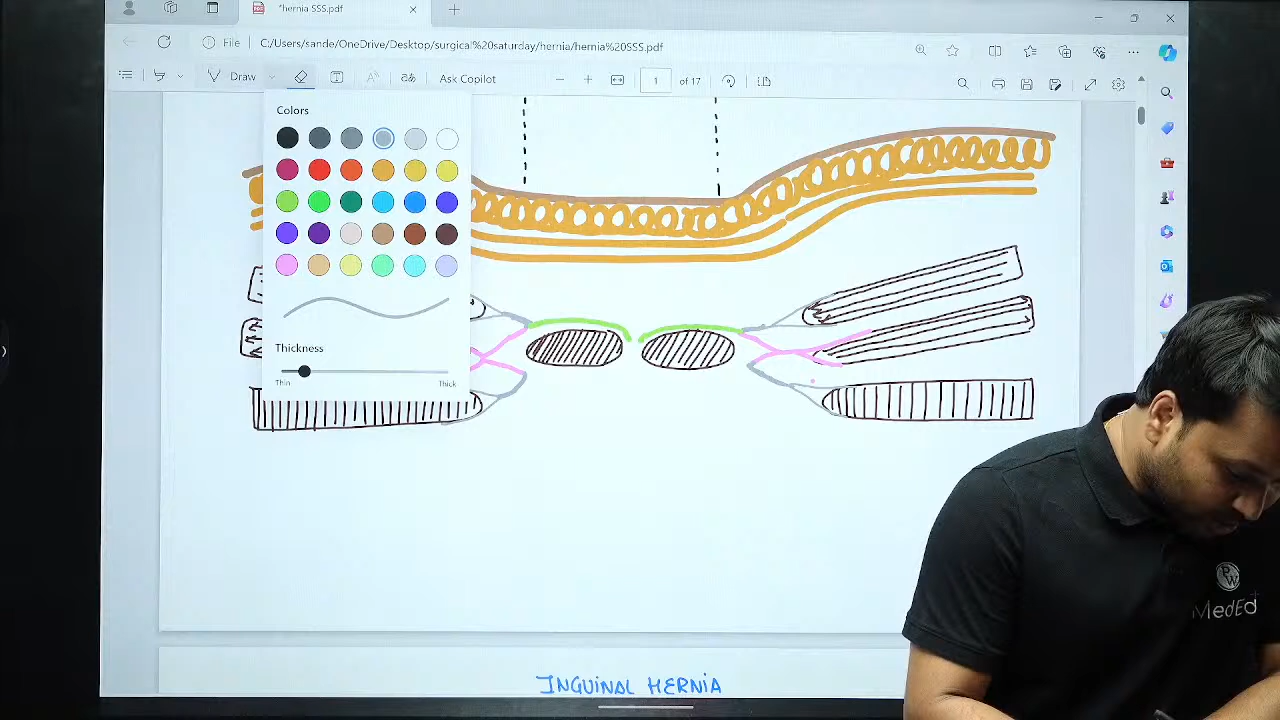 *hernia SSS.pdf
File C:/Users/sande/OneDrive/Desktop/surgical%20saturday/hernia/hernia%20SSS.pdf
Draw Ask Copilot 1 of 17
Colors
Thickness
Thin Thick
PW
MedEd
INGUINAL HERNIA